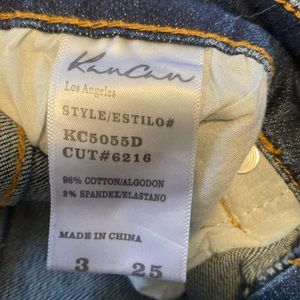 KanCan
Los Angeles
STYLE/ESTILO#
KC5055D
CUT#6216
98% COTTON/ALGODON
2% SPANDEX/ELASTANO
MADE IN CHINA
3 25